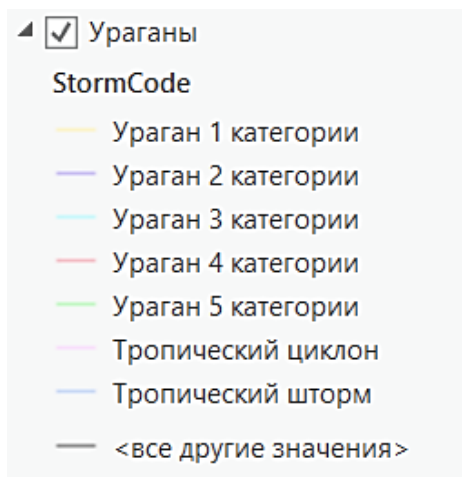 Ураганы
StormCode
Ураган 1 категории
Ураган 2 категории
Ураган 3 категории
Ураган 4 категории
Ураган 5 категории
Тропический циклон
Тропический шторм
<все другие значения>